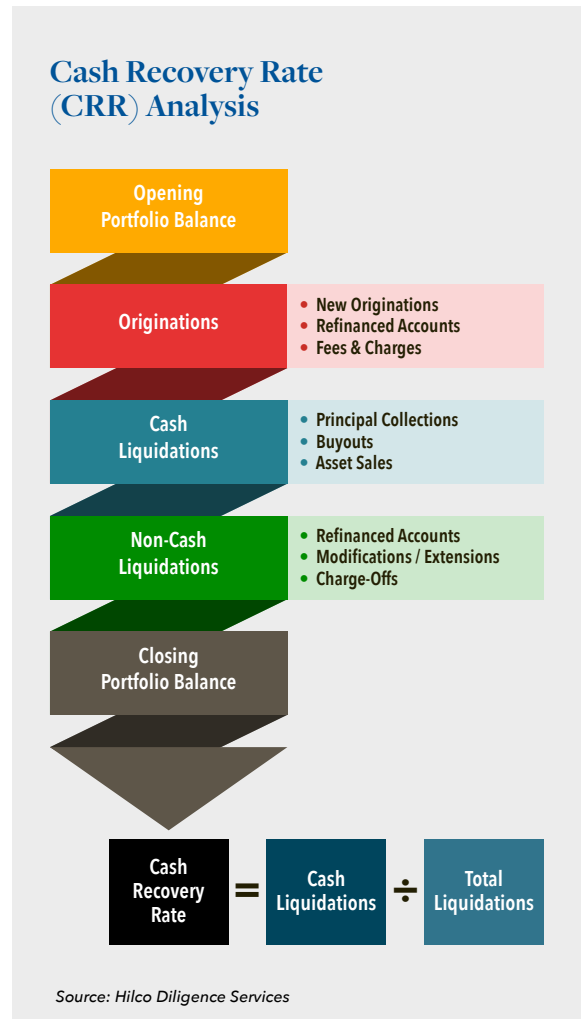 Cash Recovery Rate
(CRR) Analysis
Opening
Portfolio Balance
Originations
• New Originations
• Refinanced Accounts
• Fees & Charges
Cash
Liquidations
• Principal Collections
• Buyouts
• Asset Sales
Non-Cash
Liquidations
• Refinanced Accounts
• Modifications / Extensions
• Charge-Offs
Closing
Portfolio Balance
Cash
Recovery
Rate
=
Cash
Liquidations
÷
Total
Liquidations
Source: Hilco Diligence Services